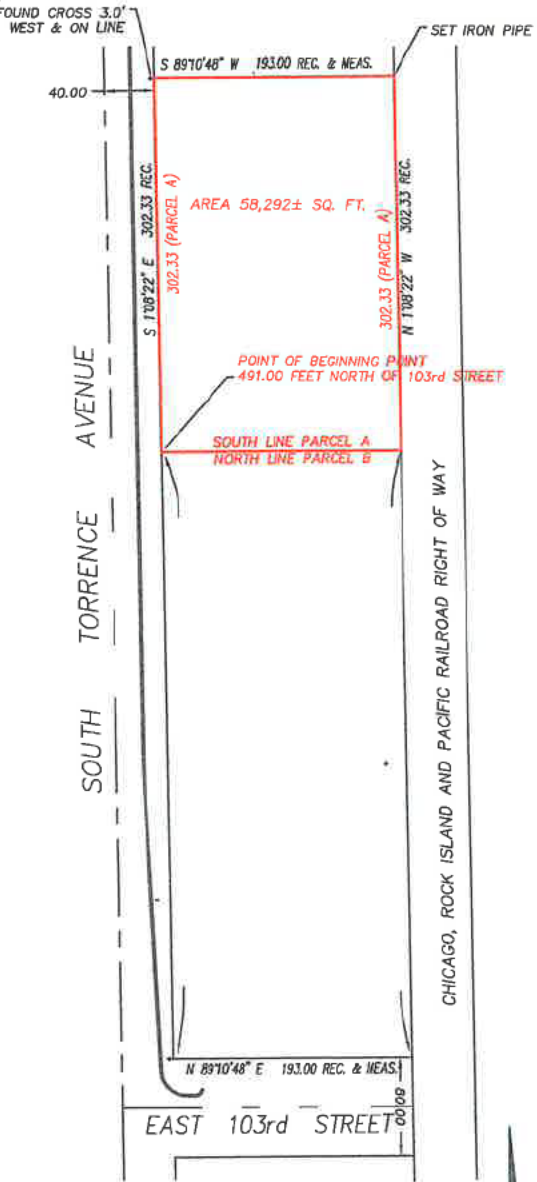 FOUND CROSS 3.0'
WEST & ON LINE
SET IRON PIPE
S 89°10'48" W 193.00 REC. & MEAS.
40.00
S 1°08'22" E 302.33 REC.
302.33 (PARCEL A)
AREA 58,292± SQ. FT.
302.33 (PARCEL A)
N 1°08'22" W 302.33 REC.
POINT OF BEGINNING POINT
491.00 FEET NORTH OF 103rd STREET
SOUTH LINE PARCEL A
NORTH LINE PARCEL B
SOUTH TORRENCE AVENUE
CHICAGO, ROCK ISLAND AND PACIFIC RAILROAD RIGHT OF WAY
N 89°10'48" E 193.00 REC. & MEAS.
80.00
EAST 103rd STREET